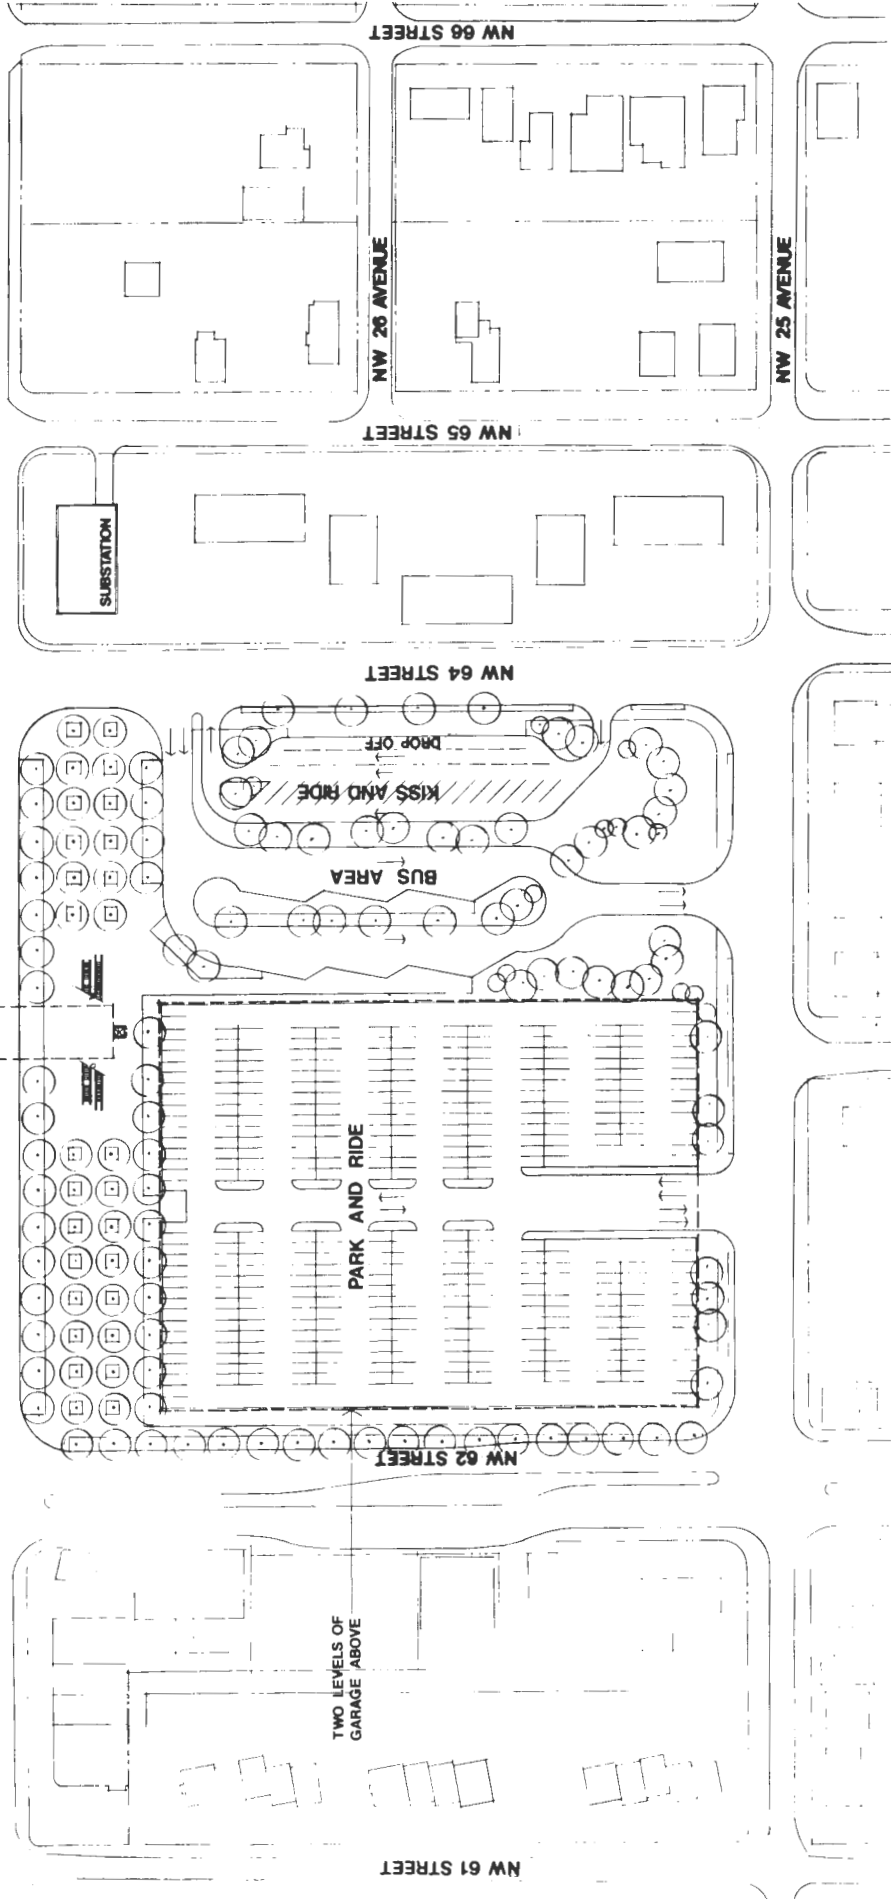 NW 66 STREET
NW 26 AVENUE
NW 25 AVENUE
NW 65 STREET
SUBSTATION
NW 64 STREET
DROP OFF
KISS AND RIDE
BUS AREA
PARK AND RIDE
NW 62 STREET
TWO LEVELS OF
GARAGE ABOVE
NW 61 STREET